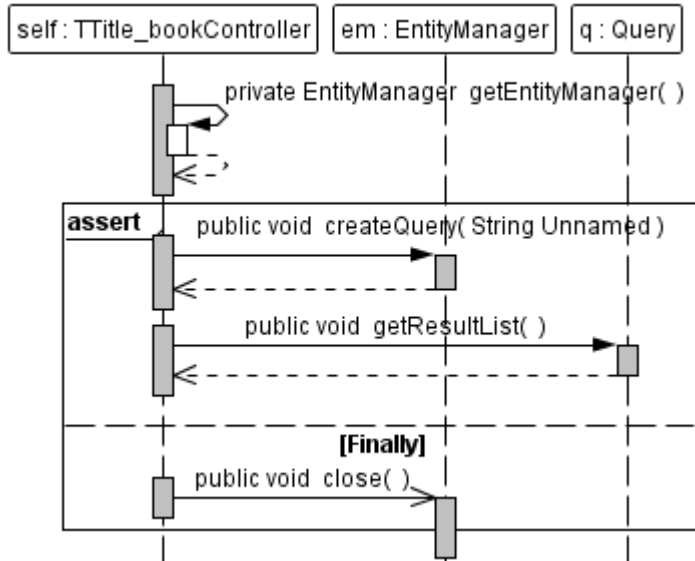 self : TTitle_bookController
em : EntityManager
q : Query
private EntityManager getEntityManager( )
assert
public void createQuery( String Unnamed )
public void getResultList( )
[Finally]
public void close( )